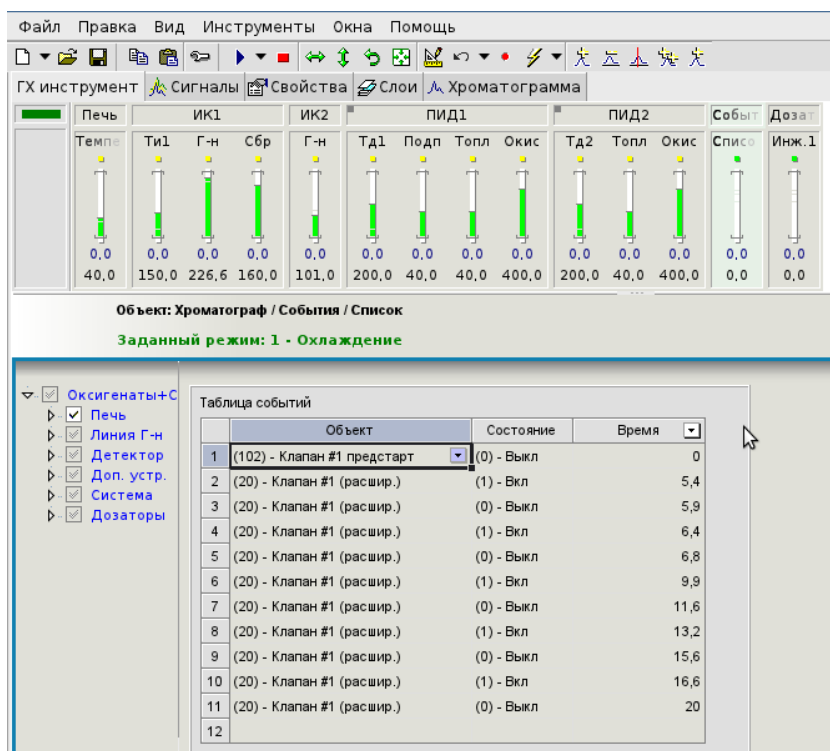 Файл Правка Вид Инструменты Окна Помощь
ГХ инструмент Сигналы Свойства Слои Хроматограмма
Печь ИК1 ИК2 ПИД1 ПИД2 Событ Дозат
Темпе Ти1 Г-н Сбр Г-н Тд1 Подп Топл Окис Тд2 Топл Окис Списо Инж.1
0,0 0,0 0,0 0,0 0,0 0,0 0,0 0,0 0,0 0,0 0,0 0,0 0,0 0,0
40,0 150,0 226,6 160,0 101,0 200,0 40,0 40,0 400,0 200,0 40,0 400,0 0,0 0,0
Объект: Хроматограф / События / Список
Заданный режим: 1 - Охлаждение
Оксигенаты+С
Печь
Линия Г-н
Детектор
Доп. устр.
Система
Дозаторы
Таблица событий
Объект Состояние Время
1 (102) - Клапан #1 предстарт (0) - Выкл 0
2 (20) - Клапан #1 (расшир.) (1) - Вкл 5,4
3 (20) - Клапан #1 (расшир.) (0) - Выкл 5,9
4 (20) - Клапан #1 (расшир.) (1) - Вкл 6,4
5 (20) - Клапан #1 (расшир.) (0) - Выкл 6,8
6 (20) - Клапан #1 (расшир.) (1) - Вкл 9,9
7 (20) - Клапан #1 (расшир.) (0) - Выкл 11,6
8 (20) - Клапан #1 (расшир.) (1) - Вкл 13,2
9 (20) - Клапан #1 (расшир.) (0) - Выкл 15,6
10 (20) - Клапан #1 (расшир.) (1) - Вкл 16,6
11 (20) - Клапан #1 (расшир.) (0) - Выкл 20
12